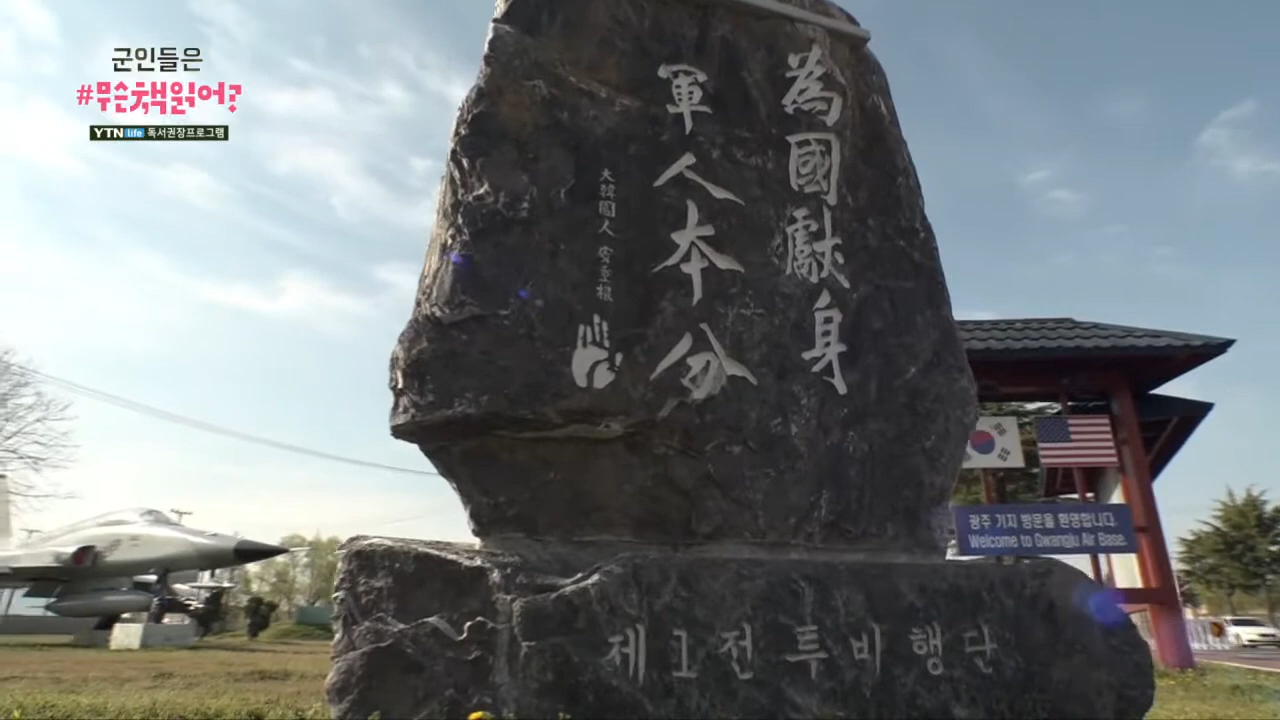 군인들은
#무슨책읽어?
YTN life 독서권장프로그램
為國獻身
軍人本分
大韓國人 安重根
광주 기지 방문을 환영합니다.
Welcome to Gwangju Air Base.
제1전투비행단